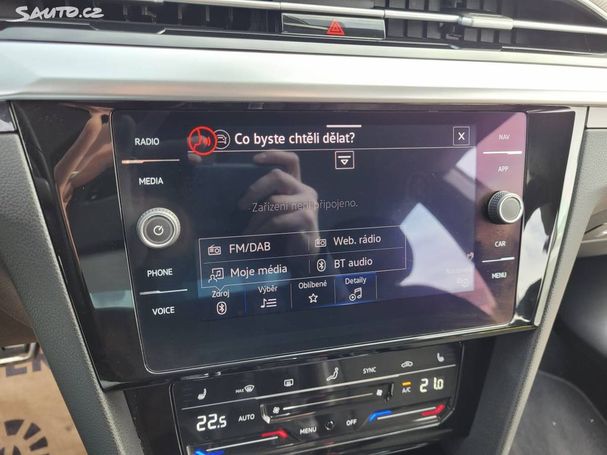 SAUTO.CZ
RADIO
Co byste chtěli dělat?
X
NAV
MEDIA
APP
Zařízení není připojeno.
FM/DAB
Web. rádio
Moje média
BT audio
PHONE
CAR
Zdroj
Výběr
Oblíbené
Detaily
VOICE
MENU
MAX
SYNC
22.5
AUTO
MENU
OFF
A/C
21.0